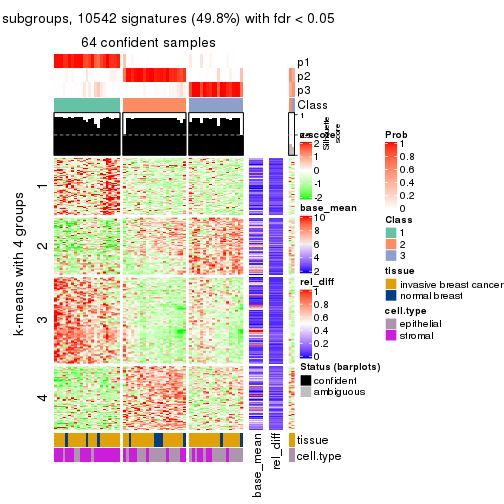 subgroups, 10542 signatures (49.8%) with fdr < 0.05
64 confident samples
p1
p2
p3
Class
1
Silhouette
score
k-means with 4 groups
1
2
3
4
z-score
2
1
0
-1
-2
base_mean
10
8
6
4
2
rel_diff
1
0.8
0.6
0.4
0.2
0
Status (barplots)
confident
ambiguous
Prob
1
0.8
0.6
0.4
0.2
0
Class
1
2
3
tissue
invasive breast cancer
normal breast
cell.type
epithelial
stromal
tissue
cell.type
base_mean
rel_diff